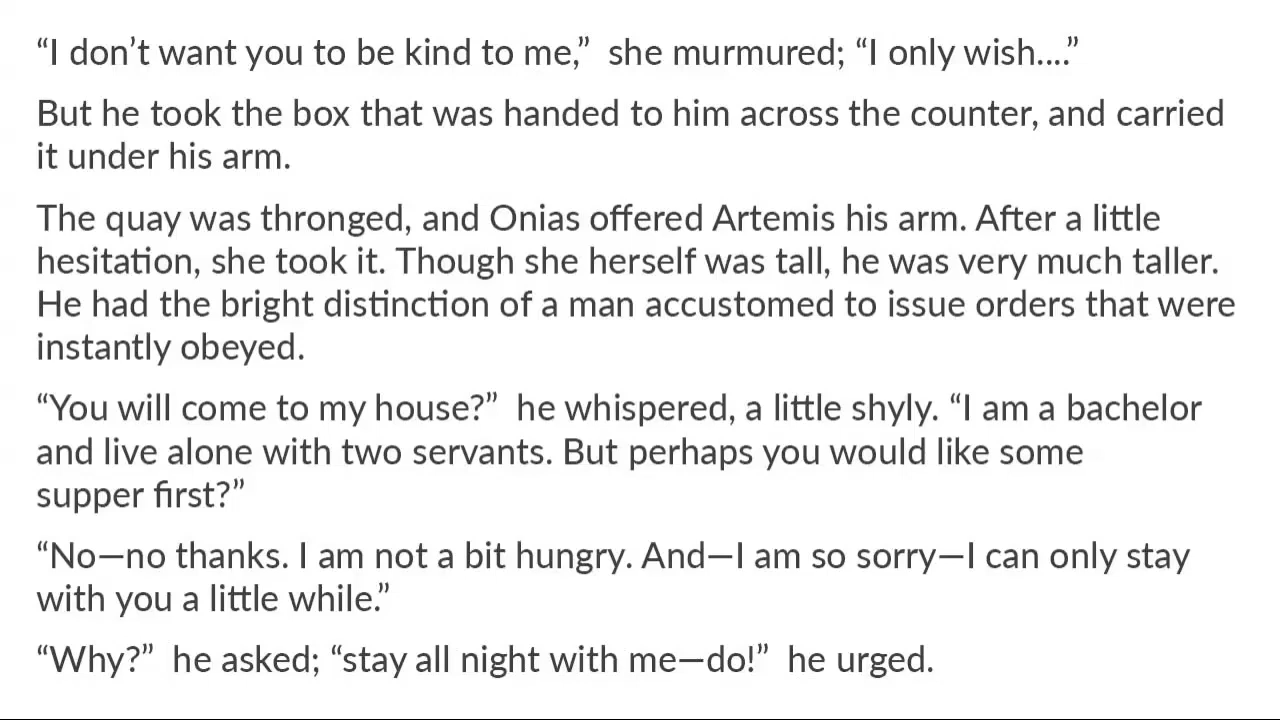 “I don’t want you to be kind to me,”  she murmured; “I only wish....”
But he took the box that was handed to him across the counter, and carried
it under his arm.
The quay was thronged, and Onias offered Artemis his arm. After a little
hesitation, she took it. Though she herself was tall, he was very much taller.
He had the bright distinction of a man accustomed to issue orders that were
instantly obeyed.
“You will come to my house?”  he whispered, a little shyly. “I am a bachelor
and live alone with two servants. But perhaps you would like some
supper first?”
“No—no thanks. I am not a bit hungry. And—I am so sorry—I can only stay
with you a little while.”
“Why?”  he asked; “stay all night with me—do!”  he urged.